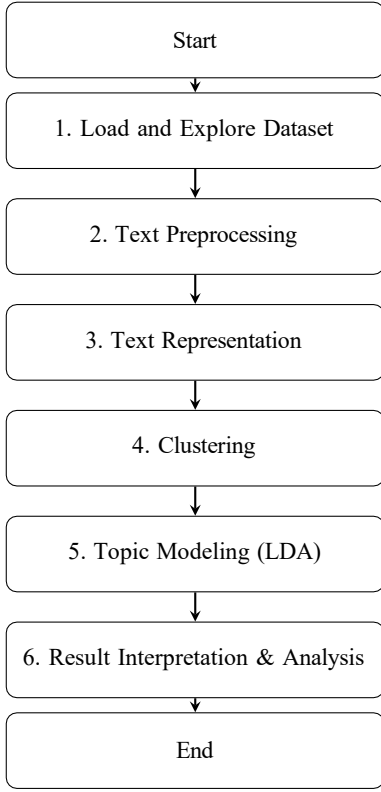 Start
1. Load and Explore Dataset
2. Text Preprocessing
3. Text Representation
4. Clustering
5. Topic Modeling (LDA)
6. Result Interpretation & Analysis
End